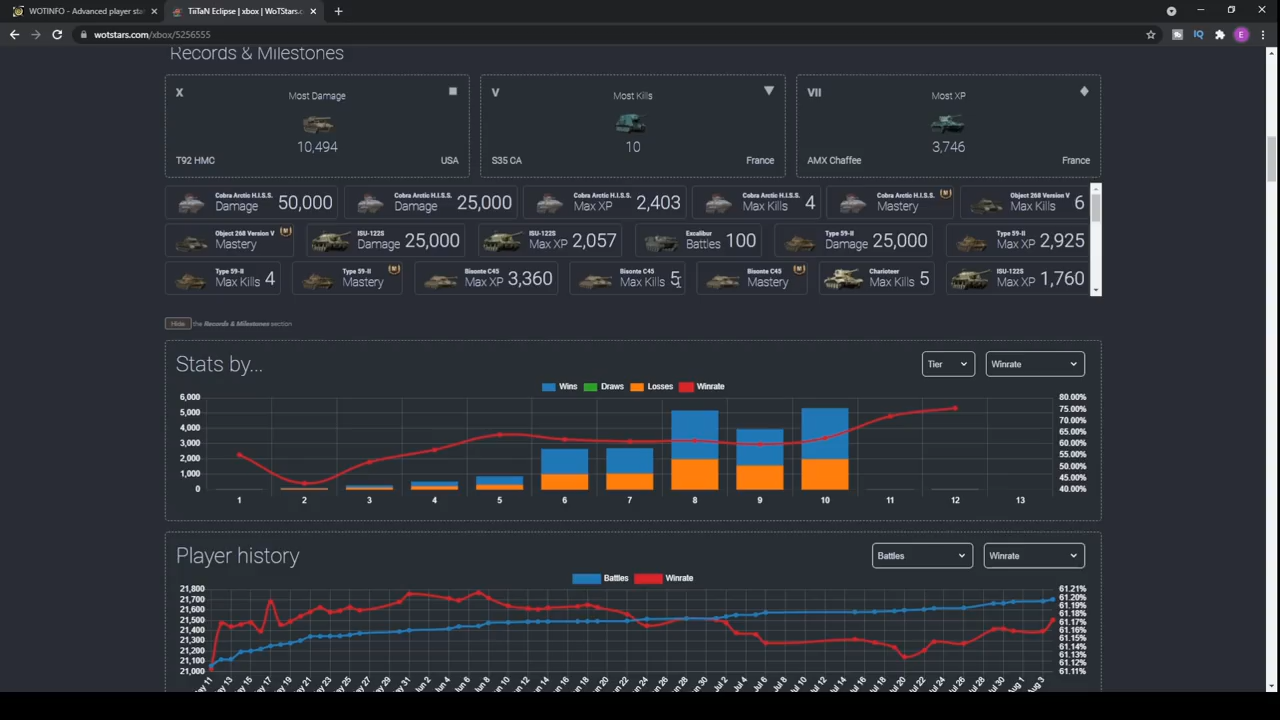 WOTINFO - Advanced player sta
TiiTaN Eclipse | xbox | WoTStars.c
wotstars.com/xbox/5256555
Records & Milestones
X Most Damage
10,494
T92 HMC USA
V Most Kills
10
S35 CA France
VII Most XP
3,746
AMX Chaffee France
Cobra Arctic H.I.S.S. Damage 50,000
Cobra Arctic H.I.S.S. Damage 25,000
Cobra Arctic H.I.S.S. Max XP 2,403
Cobra Arctic H.I.S.S. Max Kills 4
Cobra Arctic H.I.S.S. Mastery
Object 268 Version V Max Kills 6
Object 268 Version V Mastery
ISU-122S Damage 25,000
ISU-122S Max XP 2,057
Excalibur Battles 100
Type 59-II Damage 25,000
Type 59-II Max XP 2,925
Type 59-II Max Kills 4
Type 59-II Mastery
Bisonte C45 Max XP 3,360
Bisonte C45 Max Kills 5
Bisonte C45 Mastery
Charioteer Max Kills 5
ISU-122S Max XP 1,760
Hide the Records & Milestones section
Stats by...
Tier
Winrate
Wins Draws Losses Winrate
6,000 80.00%
5,000 75.00%
4,000 70.00%
65.00%
3,000 60.00%
2,000 55.00%
1,000 50.00%
45.00%
0 40.00%
1 2 3 4 5 6 7 8 9 10 11 12 13
Player history
Battles
Winrate
Battles Winrate
21,800 61.21%
21,700 61.20%
61.19%
21,600 61.18%
21,500 61.17%
21,400 61.16%
61.15%
21,300 61.14%
21,200 61.13%
21,100 61.12%
21,000 61.11%